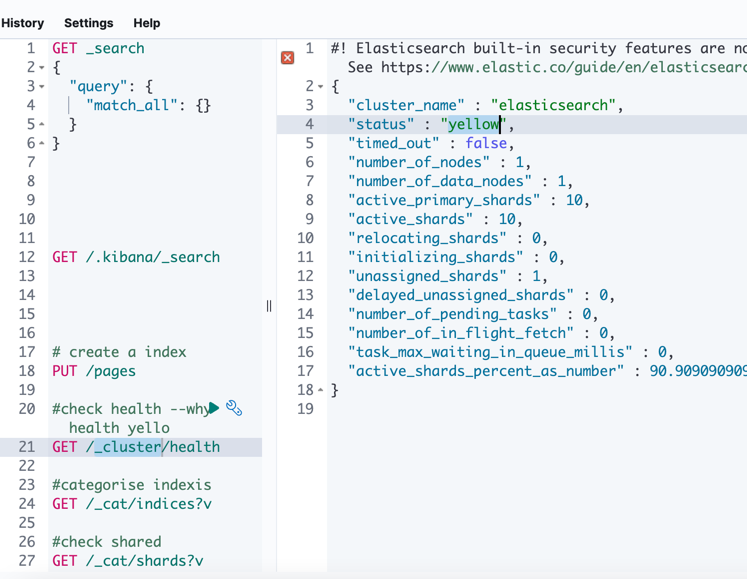 History Settings Help
1 GET _search
2 {
3 "query": {
4 "match_all": {}
5 }
6 }
7
8
9
10
11
12 GET /.kibana/_search
13
14
15
16
17 # create a index
18 PUT /pages
19
20 #check health --why
health yello
21 GET /_cluster/health
22
23 #categorise indexis
24 GET /_cat/indices?v
25
26 #check shared
27 GET /_cat/shards?v
1 #! Elasticsearch built-in security features are no
See https://www.elastic.co/guide/en/elasticsearc
2 {
3 "cluster_name" : "elasticsearch",
4 "status" : "yellow",
5 "timed_out" : false,
6 "number_of_nodes" : 1,
7 "number_of_data_nodes" : 1,
8 "active_primary_shards" : 10,
9 "active_shards" : 10,
10 "relocating_shards" : 0,
11 "initializing_shards" : 0,
12 "unassigned_shards" : 1,
13 "delayed_unassigned_shards" : 0,
14 "number_of_pending_tasks" : 0,
15 "number_of_in_flight_fetch" : 0,
16 "task_max_waiting_in_queue_millis" : 0,
17 "active_shards_percent_as_number" : 90.909090909
18 }
19